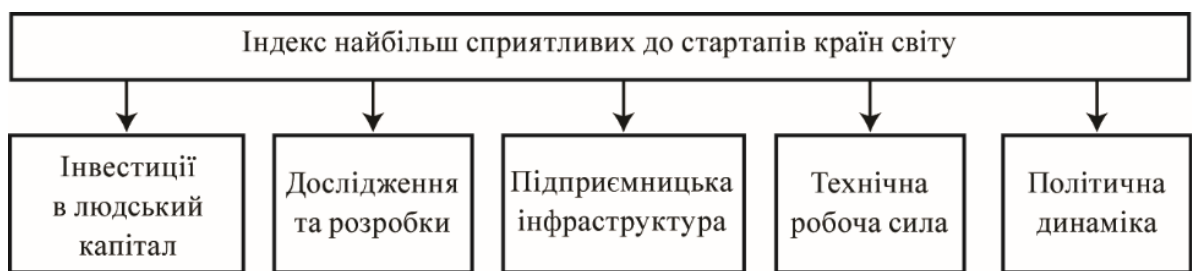 Індекс найбільш сприятливих до стартапів країн світу
Інвестиції
в людський
капітал
Дослідження
та розробки
Підприємницька
інфраструктура
Технічна
робоча сила
Політична
динаміка